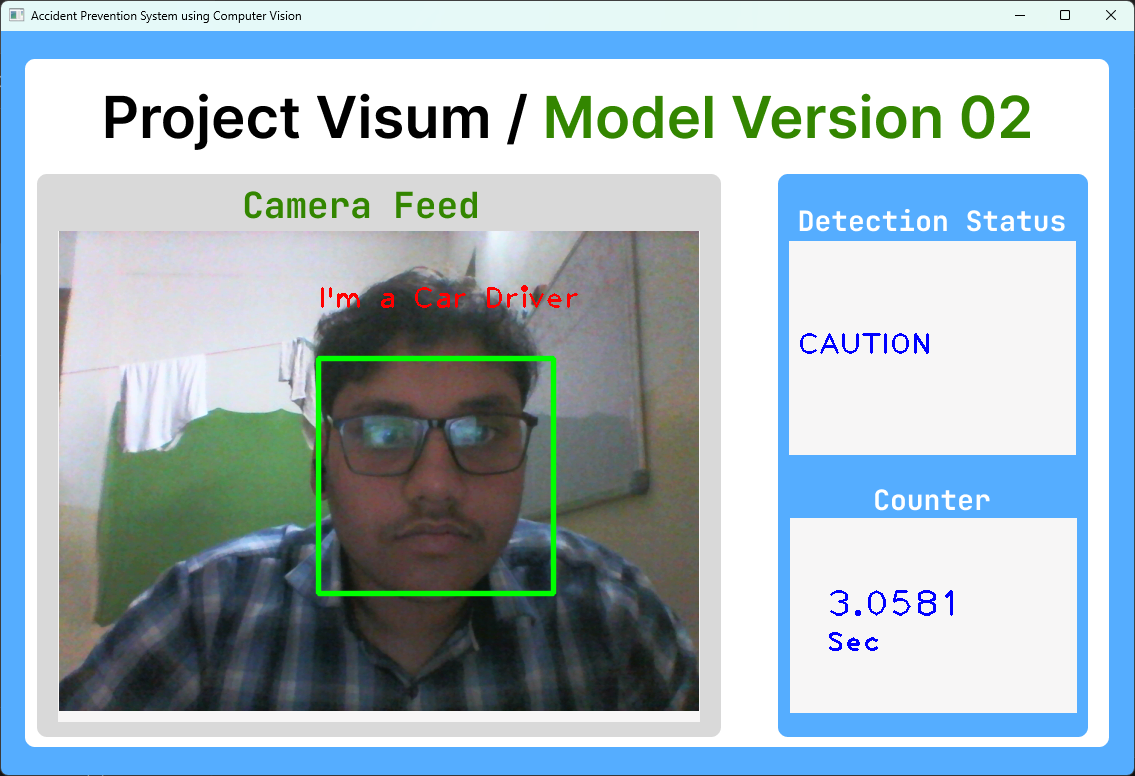 Accident Prevention System using Computer Vision
Project Visum / Model Version 02
Camera Feed
I'm a Car Driver
Detection Status
CAUTION
Counter
3.0581
Sec